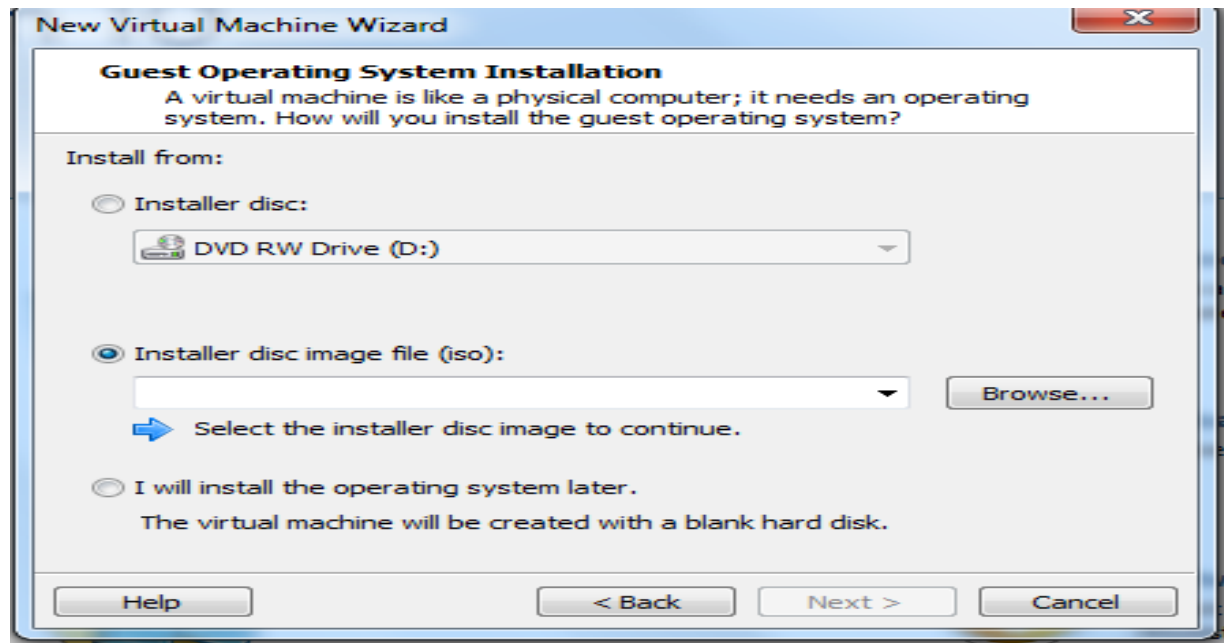 New Virtual Machine Wizard
Guest Operating System Installation
A virtual machine is like a physical computer; it needs an operating
system. How will you install the guest operating system?
Install from:
Installer disc:
DVD RW Drive (D:)
Installer disc image file (iso):
Browse...
Select the installer disc image to continue.
I will install the operating system later.
The virtual machine will be created with a blank hard disk.
Help
< Back
Next >
Cancel